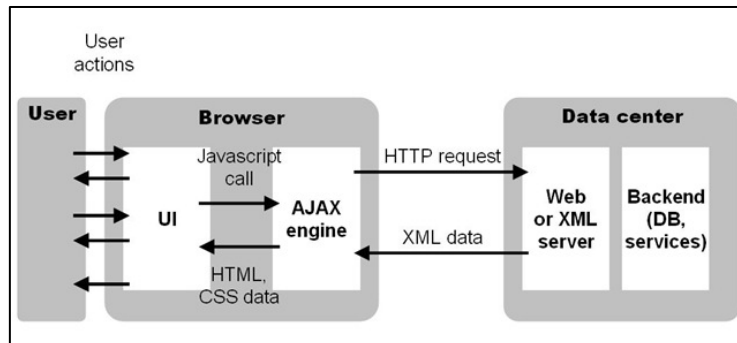 User
actions
User
Browser
Data center
Javascript
call
HTTP request
UI
AJAX
engine
Web
or XML
server
Backend
(DB,
services)
XML data
HTML,
CSS data